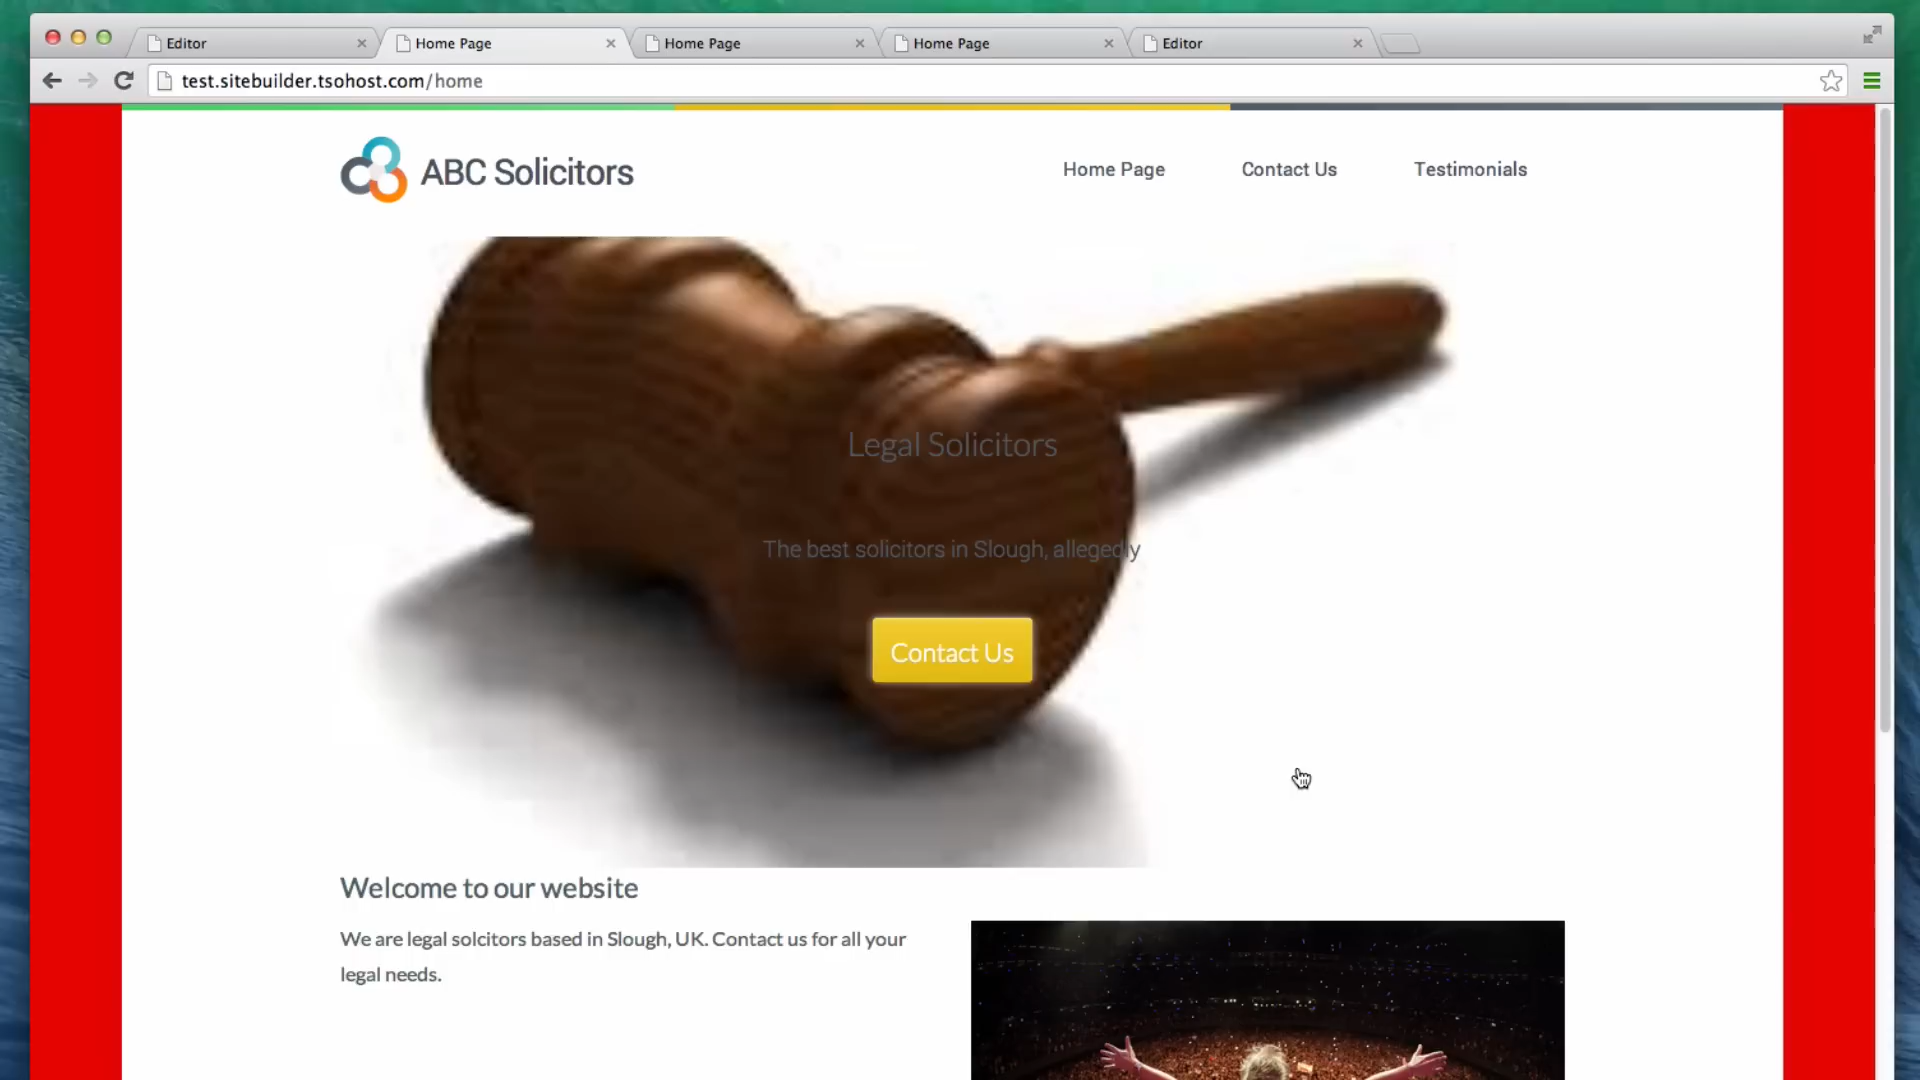 Editor
Home Page
Home Page
Home Page
Editor
test.sitebuilder.tsohost.com/home
ABC Solicitors
Home Page
Contact Us
Testimonials
Legal Solicitors
The best solicitors in Slough, allegedly
Contact Us
Welcome to our website
We are legal solcitors based in Slough, UK. Contact us for all your
legal needs.